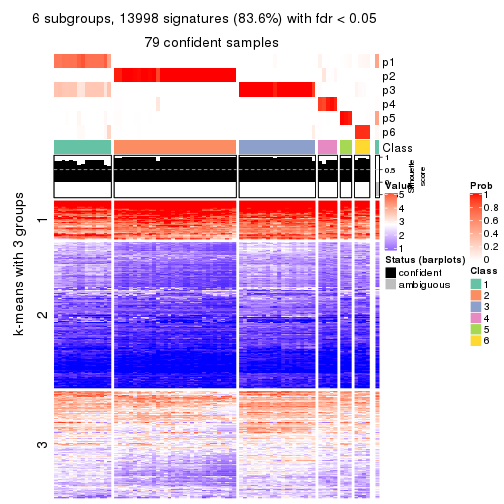 6 subgroups, 13998 signatures (83.6%) with fdr < 0.05
79 confident samples
p1
p2
p3
p4
p5
p6
Class
1
0.5
0
Silhouette
score
k-means with 3 groups
1
2
3
Value
5
4
3
2
1
Status (barplots)
confident
ambiguous
Prob
1
0.8
0.6
0.4
0.2
0
Class
1
2
3
4
5
6